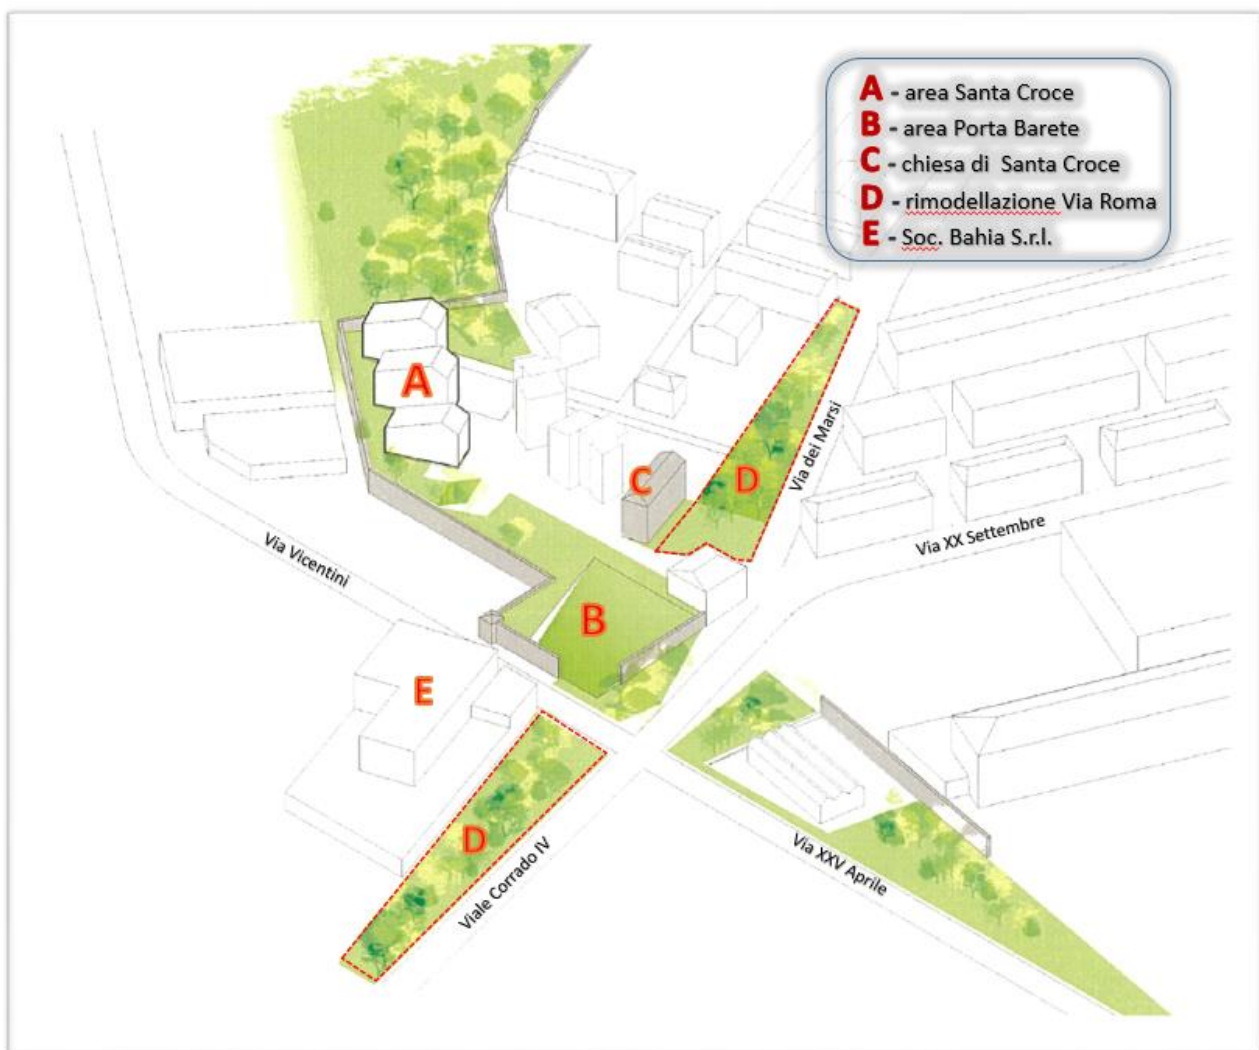 A - area Santa Croce
B - area Porta Barete
C - chiesa di Santa Croce
D - rimodellazione Via Roma
E - Soc. Bahia S.r.l.
A
C
D
Via dei Marsi
Via XX Settembre
Via Vicentini
B
E
D
Viale Corrado IV
Via XXV Aprile